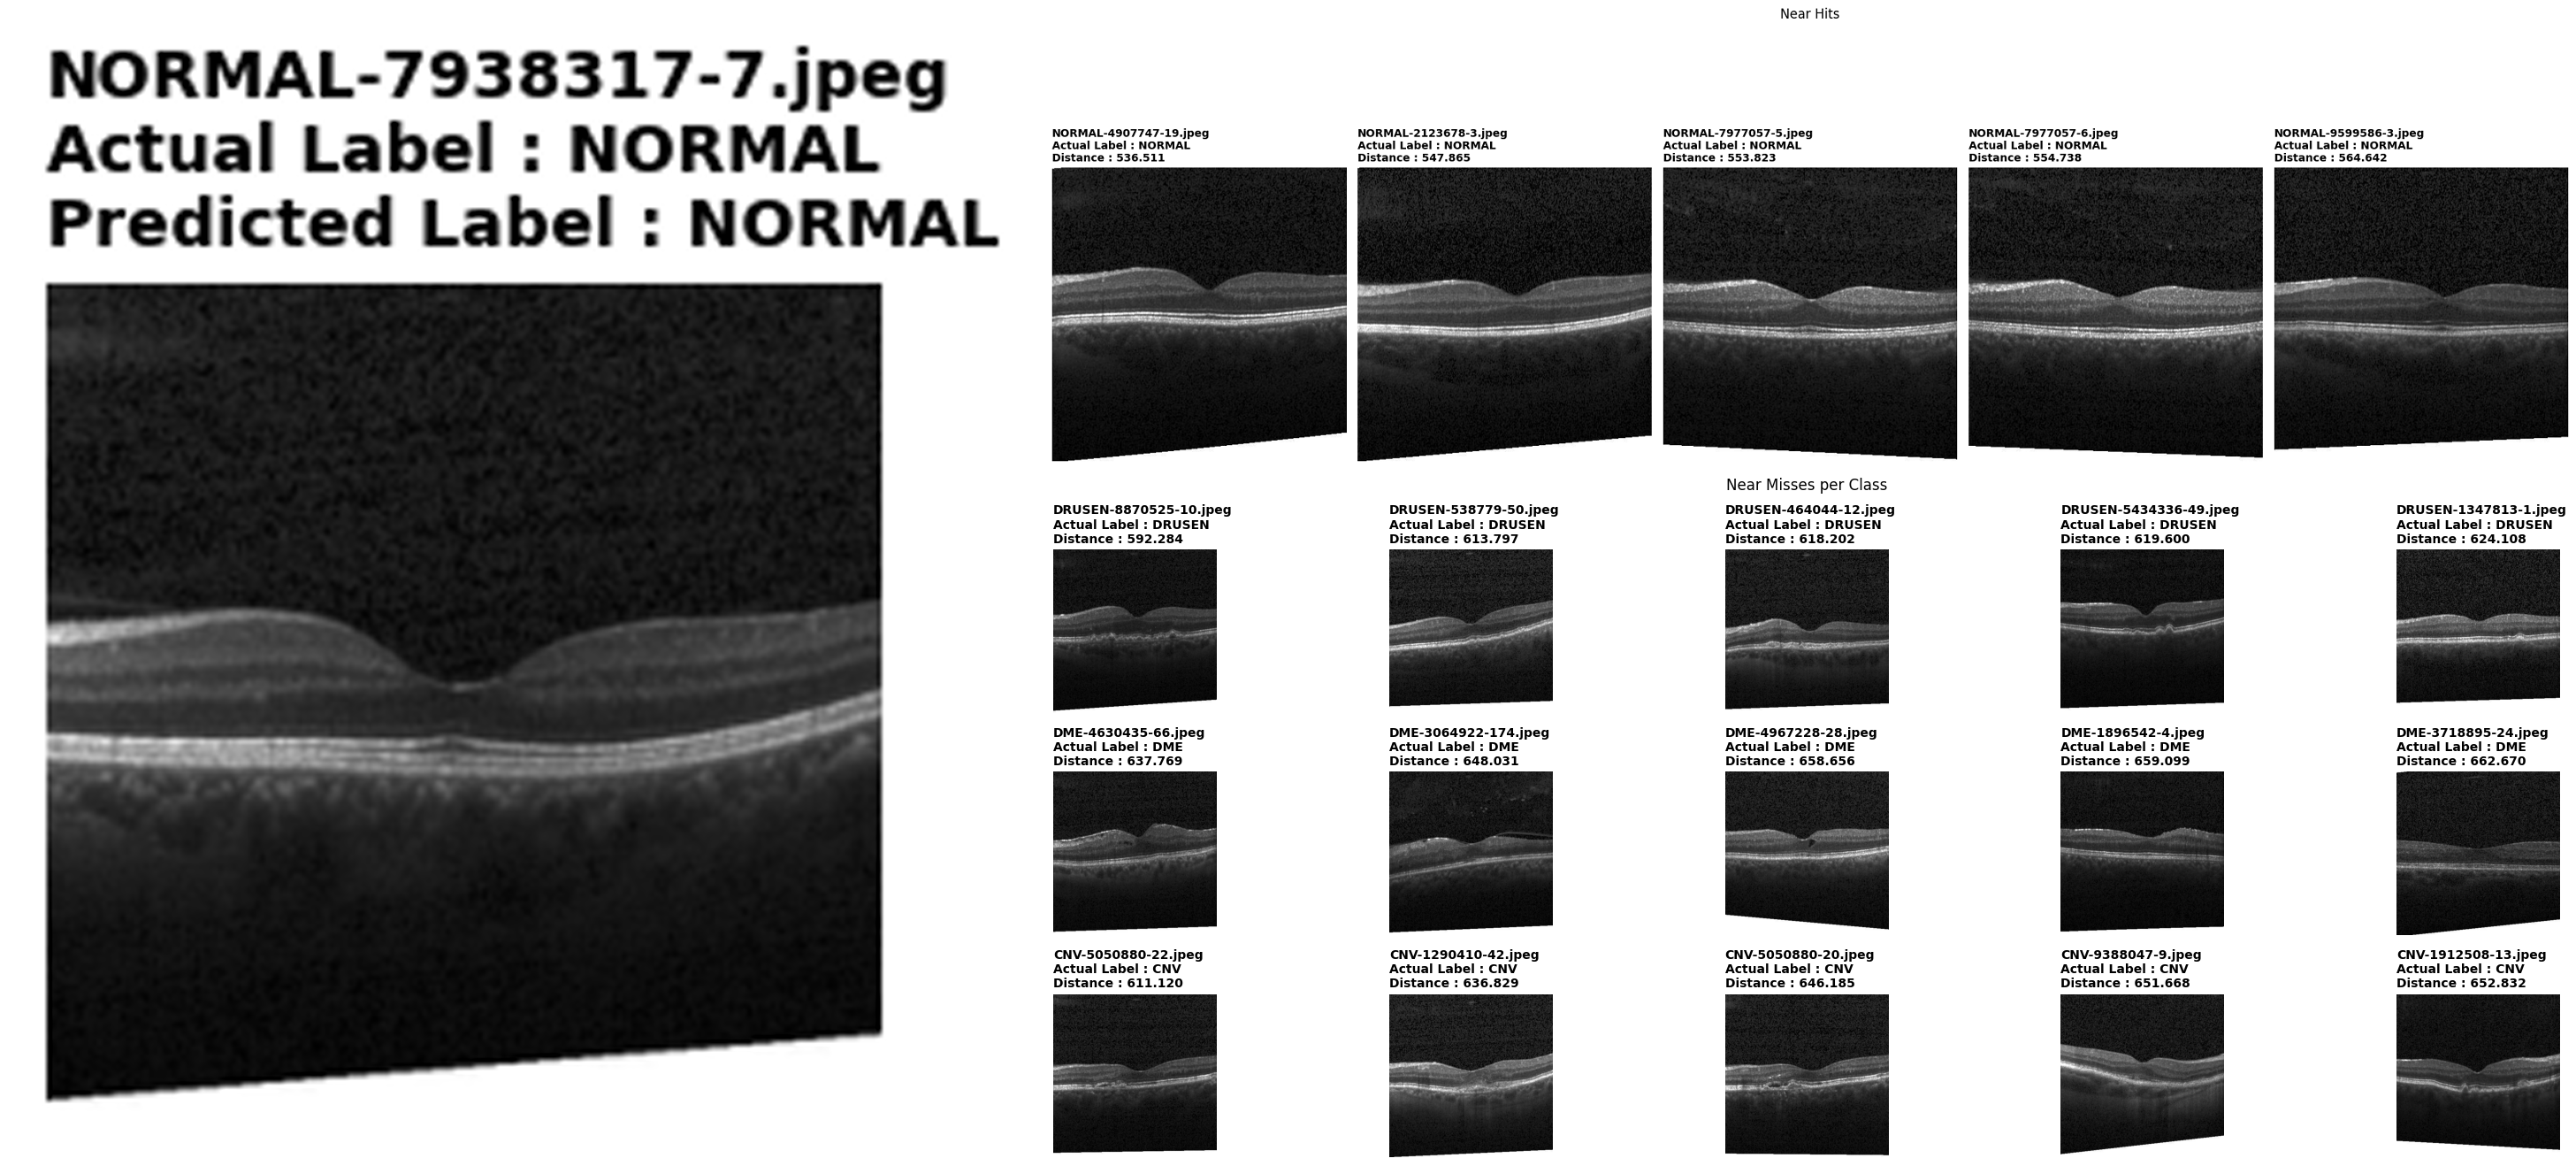 NORMAL-7938317-7.jpeg
Actual Label : NORMAL
Predicted Label : NORMAL
Near Hits
NORMAL-4907747-19.jpeg
Actual Label : NORMAL
Distance : 536.511
NORMAL-2123678-3.jpeg
Actual Label : NORMAL
Distance : 547.865
NORMAL-7977057-5.jpeg
Actual Label : NORMAL
Distance : 553.823
NORMAL-7977057-6.jpeg
Actual Label : NORMAL
Distance : 554.738
NORMAL-9599586-3.jpeg
Actual Label : NORMAL
Distance : 564.642
Near Misses per Class
DRUSEN-8870525-10.jpeg
Actual Label : DRUSEN
Distance : 592.284
DRUSEN-538779-50.jpeg
Actual Label : DRUSEN
Distance : 613.797
DRUSEN-464044-12.jpeg
Actual Label : DRUSEN
Distance : 618.202
DRUSEN-5434336-49.jpeg
Actual Label : DRUSEN
Distance : 619.600
DRUSEN-1347813-1.jpeg
Actual Label : DRUSEN
Distance : 624.108
DME-4630435-66.jpeg
Actual Label : DME
Distance : 637.769
DME-3064922-174.jpeg
Actual Label : DME
Distance : 648.031
DME-4967228-28.jpeg
Actual Label : DME
Distance : 658.656
DME-1896542-4.jpeg
Actual Label : DME
Distance : 659.099
DME-3718895-24.jpeg
Actual Label : DME
Distance : 662.670
CNV-5050880-22.jpeg
Actual Label : CNV
Distance : 611.120
CNV-1290410-42.jpeg
Actual Label : CNV
Distance : 636.829
CNV-5050880-20.jpeg
Actual Label : CNV
Distance : 646.185
CNV-9388047-9.jpeg
Actual Label : CNV
Distance : 651.668
CNV-1912508-13.jpeg
Actual Label : CNV
Distance : 652.832